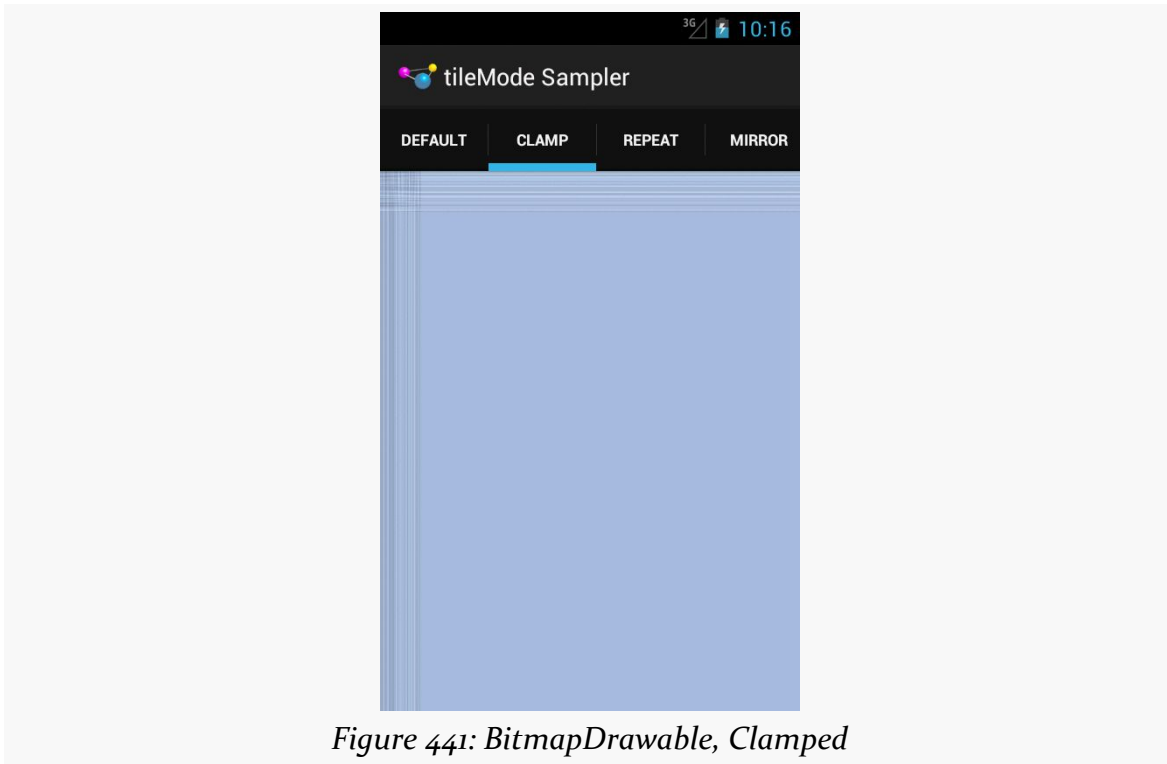 3G 10:16
tileMode Sampler
DEFAULT CLAMP REPEAT MIRROR
Figure 441: BitmapDrawable, Clamped